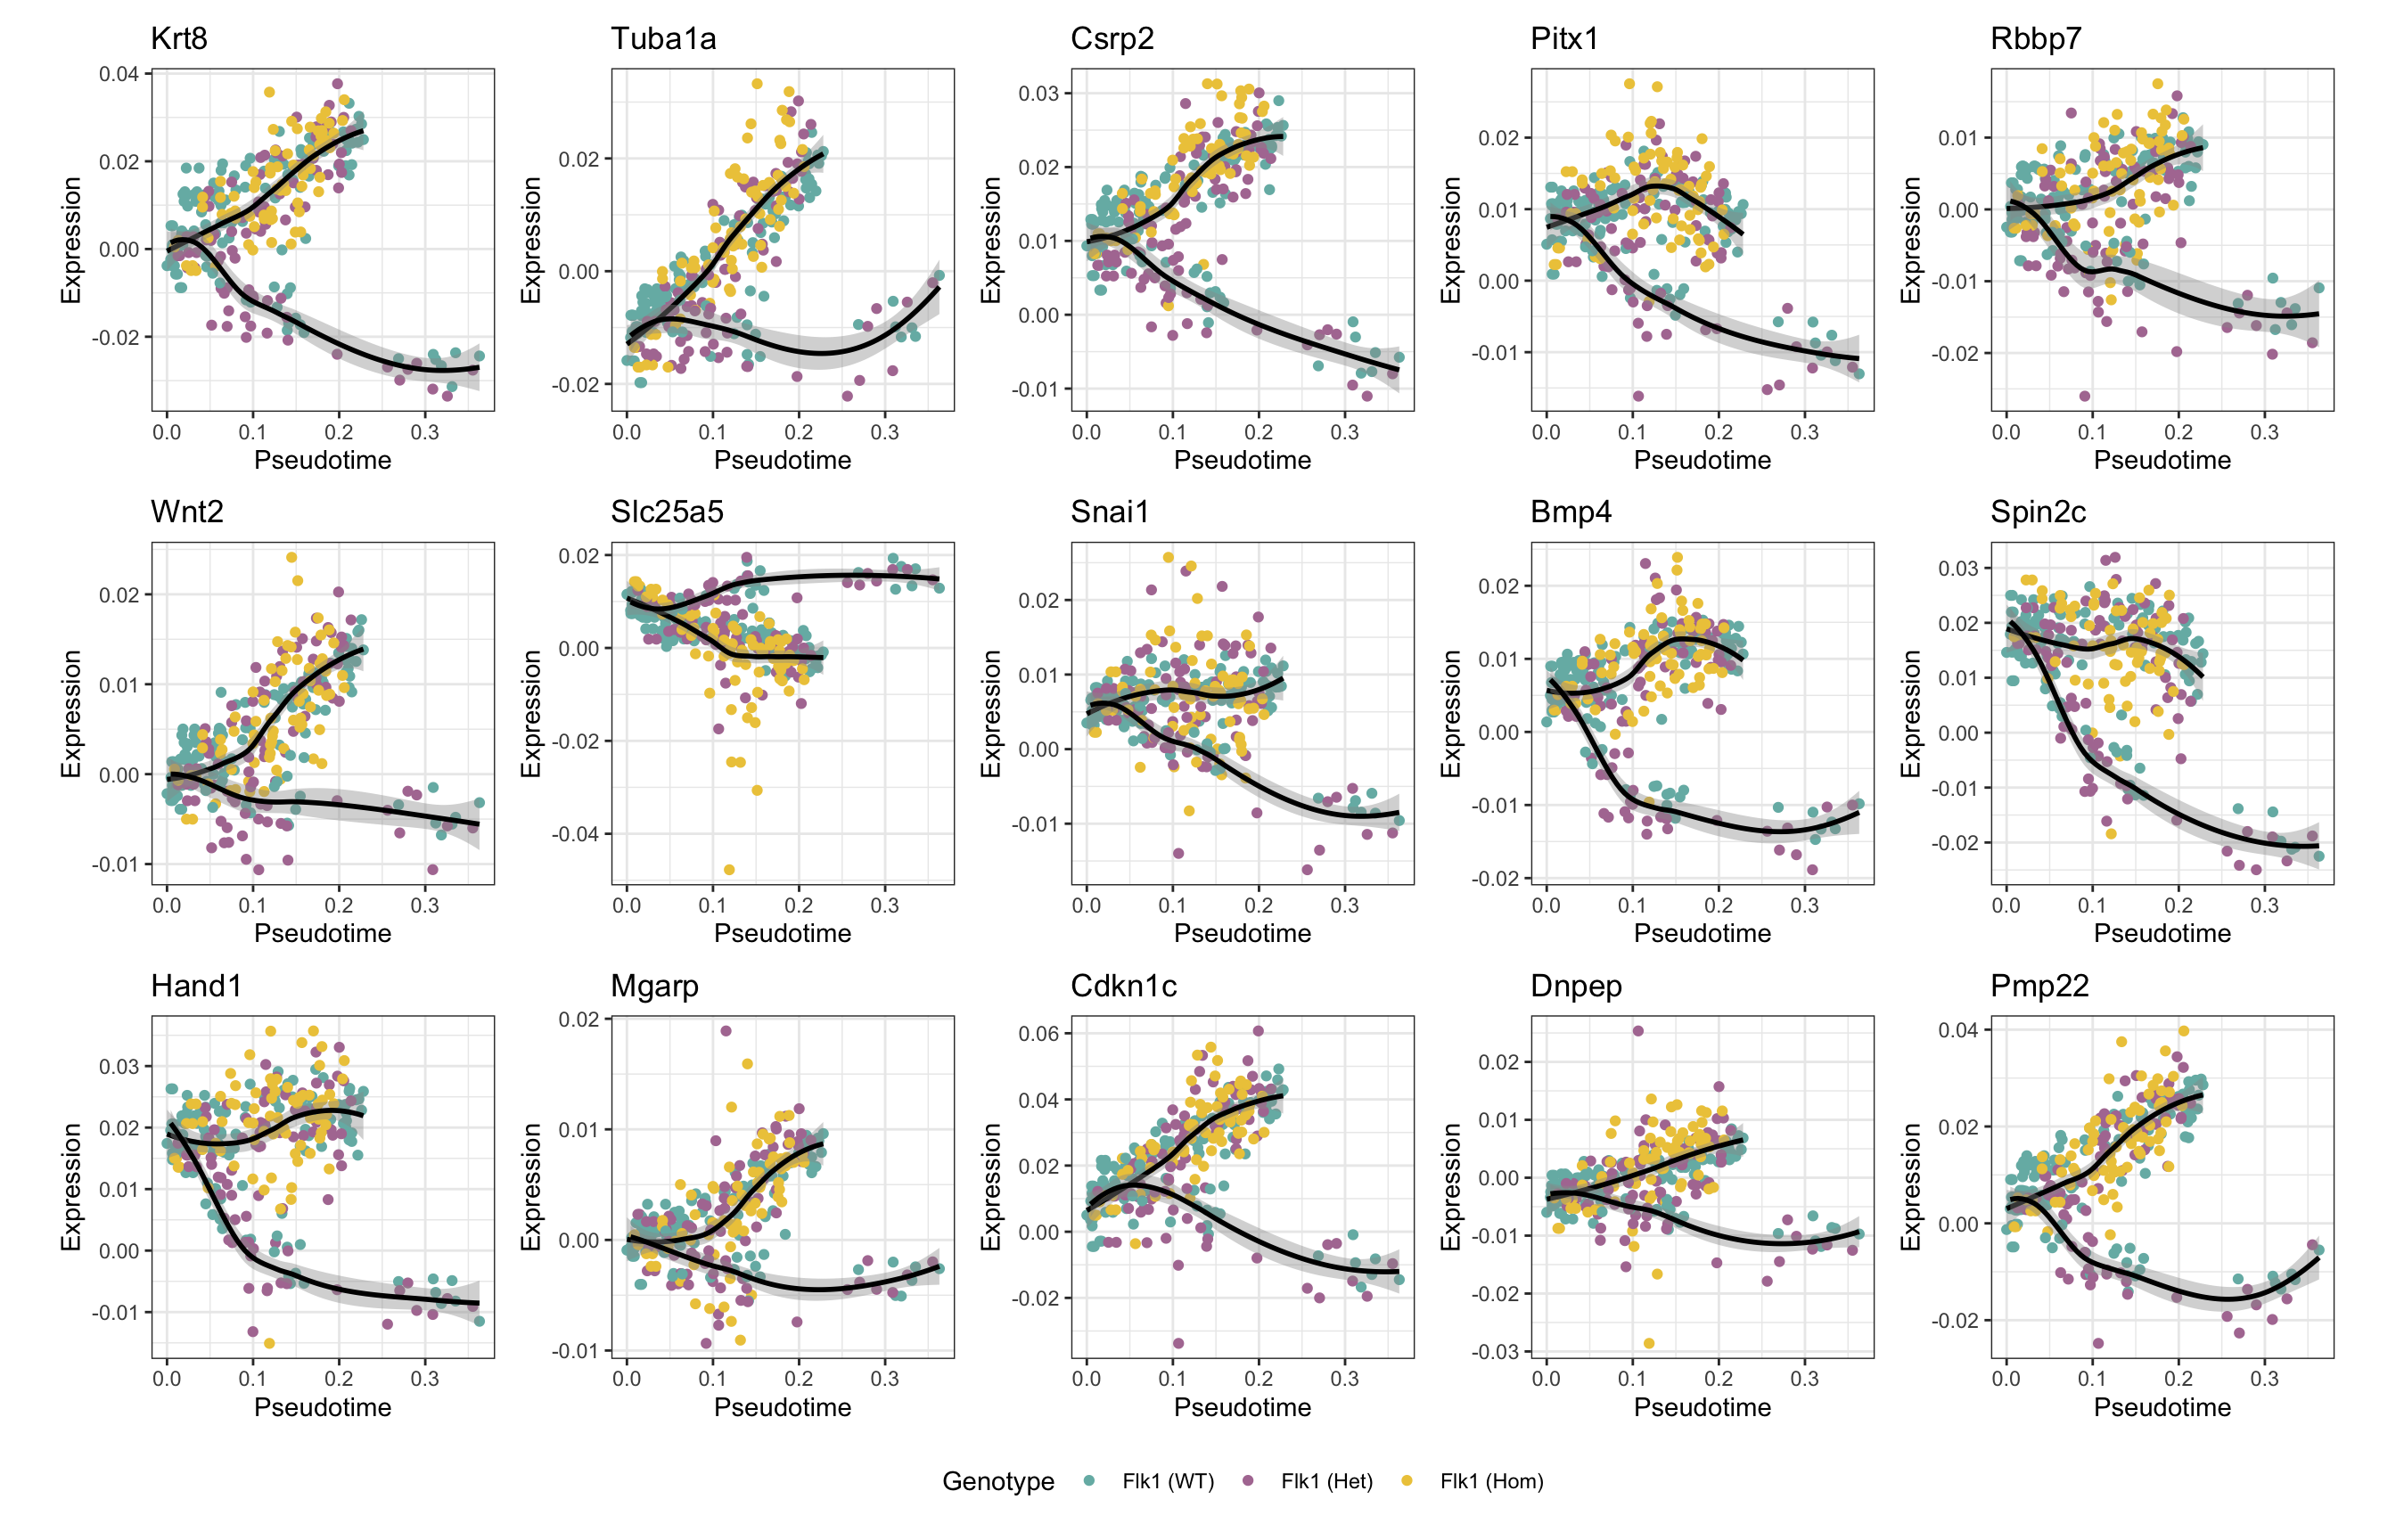 Krt8 Tuba1a Csrp2 Pitx1 Rbbp7
Expression
0.04
0.02
0.00
-0.02
0.0 0.1 0.2 0.3
Pseudotime
Expression
0.02
0.00
-0.02
0.0 0.1 0.2 0.3
Pseudotime
Expression
0.03
0.02
0.01
0.00
-0.01
0.0 0.1 0.2 0.3
Pseudotime
Expression
0.02
0.01
0.00
-0.01
0.0 0.1 0.2 0.3
Pseudotime
Expression
0.01
0.00
-0.01
-0.02
0.0 0.1 0.2 0.3
Pseudotime
Wnt2 Slc25a5 Snai1 Bmp4 Spin2c
Expression
0.02
0.01
0.00
-0.01
0.0 0.1 0.2 0.3
Pseudotime
Expression
0.02
0.00
-0.02
-0.04
0.0 0.1 0.2 0.3
Pseudotime
Expression
0.02
0.01
0.00
-0.01
0.0 0.1 0.2 0.3
Pseudotime
Expression
0.02
0.01
0.00
-0.01
-0.02
0.0 0.1 0.2 0.3
Pseudotime
Expression
0.03
0.02
0.01
0.00
-0.01
-0.02
0.0 0.1 0.2 0.3
Pseudotime
Hand1 Mgarp Cdkn1c Dnpep Pmp22
Expression
0.03
0.02
0.01
0.00
-0.01
0.0 0.1 0.2 0.3
Pseudotime
Expression
0.02
0.01
0.00
-0.01
0.0 0.1 0.2 0.3
Pseudotime
Expression
0.06
0.04
0.02
0.00
-0.02
0.0 0.1 0.2 0.3
Pseudotime
Expression
0.02
0.01
0.00
-0.01
-0.02
-0.03
0.0 0.1 0.2 0.3
Pseudotime
Expression
0.04
0.02
0.00
-0.02
0.0 0.1 0.2 0.3
Pseudotime
Genotype Flk1 (WT) Flk1 (Het) Flk1 (Hom)